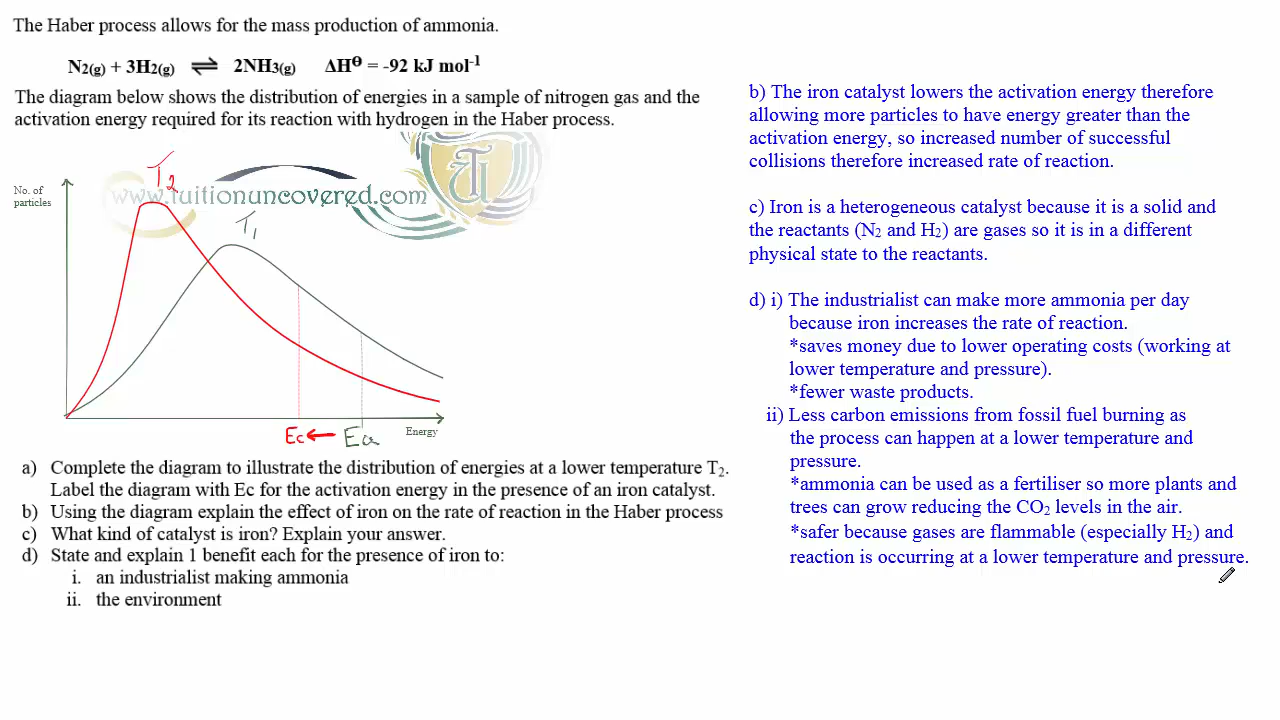 The Haber process allows for the mass production of ammonia.
N2(g) + 3H2(g) ⇌ 2NH3(g) ΔH⊖ = -92 kJ mol-1
The diagram below shows the distribution of energies in a sample of nitrogen gas and the
activation energy required for its reaction with hydrogen in the Haber process.
No. of
particles
T2
www.tuitionuncovered.com
T1
Ec ← Ea
Energy
a) Complete the diagram to illustrate the distribution of energies at a lower temperature T2.
Label the diagram with Ec for the activation energy in the presence of an iron catalyst.
b) Using the diagram explain the effect of iron on the rate of reaction in the Haber process
c) What kind of catalyst is iron? Explain your answer.
d) State and explain 1 benefit each for the presence of iron to:
i. an industrialist making ammonia
ii. the environment
b) The iron catalyst lowers the activation energy therefore
allowing more particles to have energy greater than the
activation energy, so increased number of successful
collisions therefore increased rate of reaction.
c) Iron is a heterogeneous catalyst because it is a solid and
the reactants (N2 and H2) are gases so it is in a different
physical state to the reactants.
d) i) The industrialist can make more ammonia per day
because iron increases the rate of reaction.
*saves money due to lower operating costs (working at
lower temperature and pressure).
*fewer waste products.
ii) Less carbon emissions from fossil fuel burning as
the process can happen at a lower temperature and
pressure.
*ammonia can be used as a fertiliser so more plants and
trees can grow reducing the CO2 levels in the air.
*safer because gases are flammable (especially H2) and
reaction is occurring at a lower temperature and pressure.